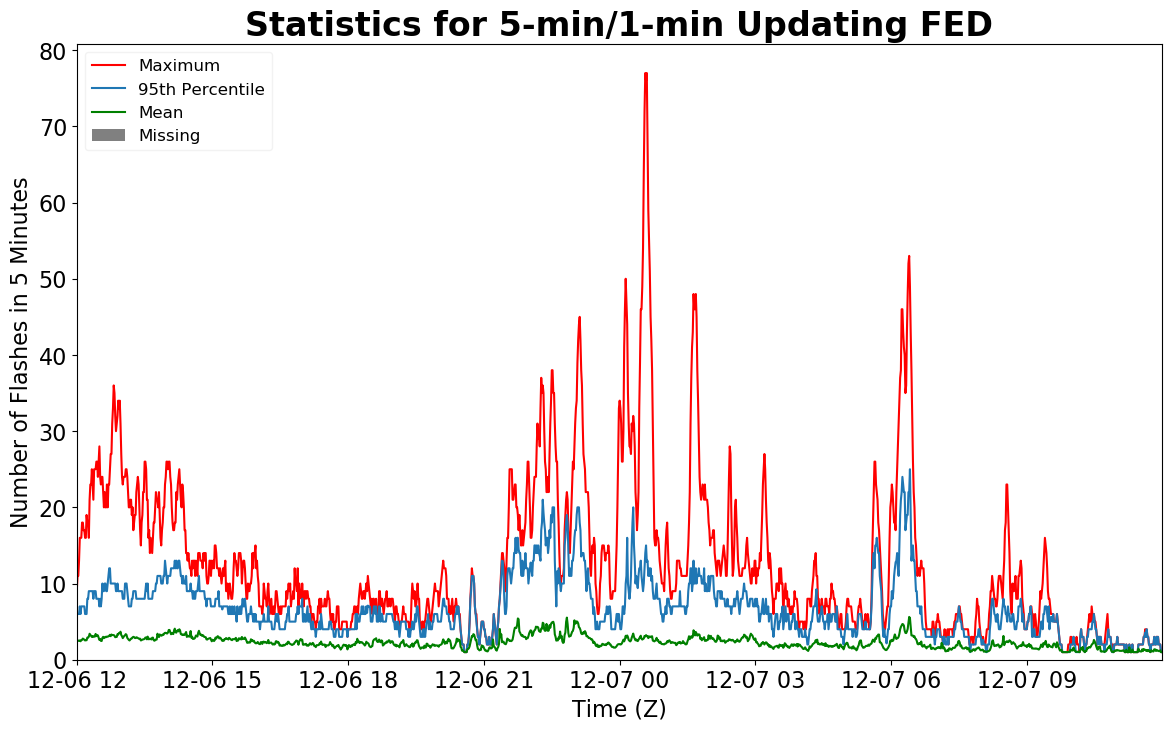 Statistics for 5-min/1-min Updating FED
Number of Flashes in 5 Minutes
80
70
60
50
40
30
20
10
0
Maximum
95th Percentile
Mean
Missing
12-06 12
12-06 15
12-06 18
12-06 21
12-07 00
12-07 03
12-07 06
12-07 09
Time (Z)